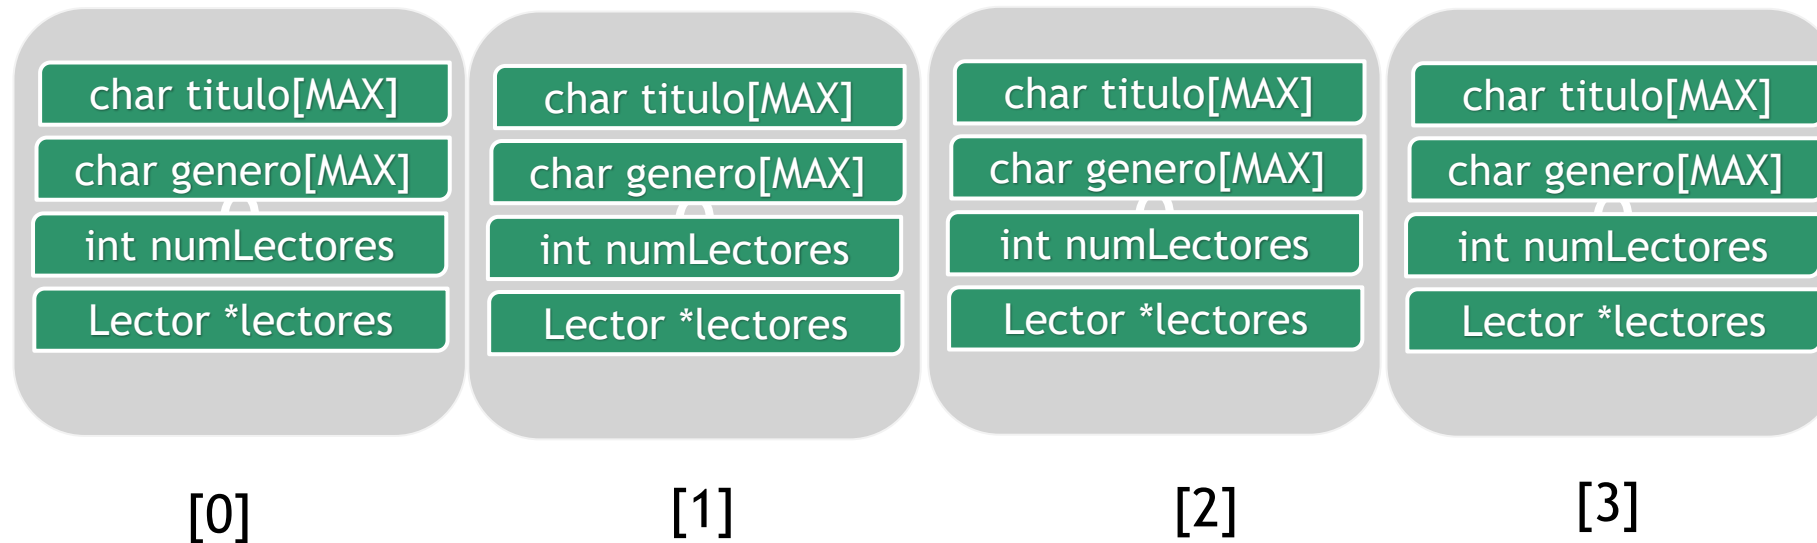 char titulo[MAX]
char genero[MAX]
int numLectores
Lector *lectores
[0]
char titulo[MAX]
char genero[MAX]
int numLectores
Lector *lectores
[1]
char titulo[MAX]
char genero[MAX]
int numLectores
Lector *lectores
[2]
char titulo[MAX]
char genero[MAX]
int numLectores
Lector *lectores
[3]